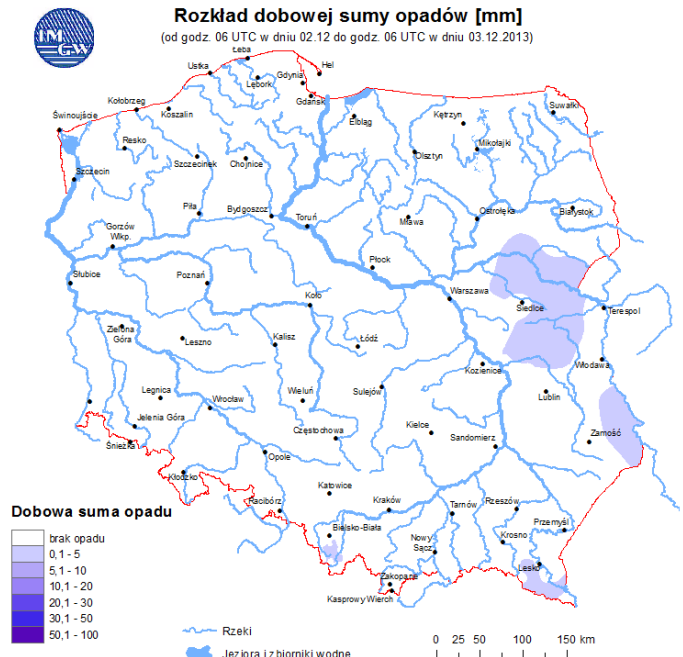 Rozkład dobowej sumy opadów [mm]
(od godz. 06 UTC w dniu 02.12 do godz. 06 UTC w dniu 03.12.2013)
IM
GW
Łeba
Ustka
Hel
Gdynia
Lębork
Gdańsk
Kołobrzeg
Koszalin
Suwałki
Świnoujście
Elbląg
Kętrzyn
Resko
Mikołajki
Szczecinek
Chojnice
Olsztyn
Szczecin
Piła
Bydgoszcz
Toruń
Mława
Ostrołęka
Białystok
Gorzów
Wlkp.
Płock
Słubice
Poznań
Koło
Warszawa
Siedlce
Terespol
Zielona
Góra
Leszno
Kalisz
Łódź
Kozienice
Włodawa
Legnica
Wrocław
Wieluń
Sulejów
Lublin
Jelenia Góra
Częstochowa
Kielce
Sandomierz
Zamość
Śnieżka
Opole
Kłodzko
Katowice
Racibórz
Kraków
Tarnów
Rzeszów
Przemyśl
Bielsko-Biała
Nowy
Sącz
Krosno
Lesko
Zakopane
Kasprowy Wierch
Dobowa suma opadu
brak opadu
0,1 - 5
5,1 - 10
10,1 - 20
20,1 - 30
30,1 - 50
50,1 - 100
Rzeki
Jeziora i zbiorniki wodne
0 25 50 100 150 km